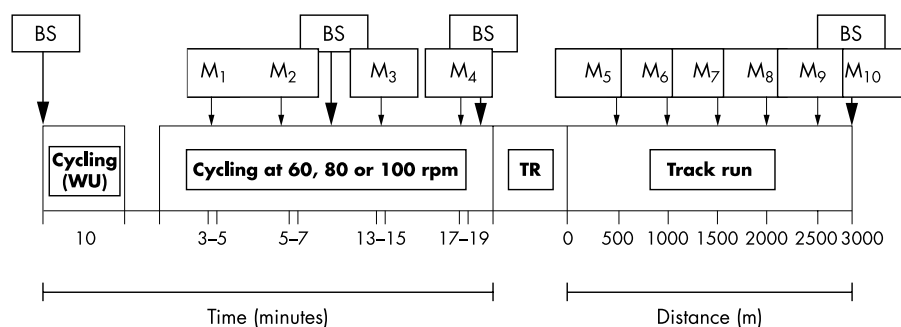 BS BS BS BS
M1 M2 M3 M4 M5 M6 M7 M8 M9 M10
Cycling
(WU)
Cycling at 60, 80 or 100 rpm
TR
Track run
10 3–5 5–7 13–15 17–19 0 500 1000 1500 2000 2500 3000
Time (minutes) Distance (m)